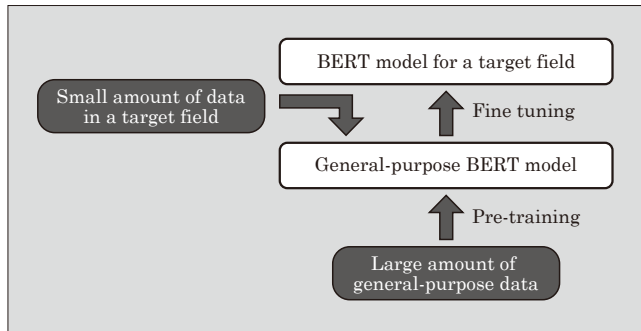 BERT model for a target field
Small amount of data
in a target field
Fine tuning
General-purpose BERT model
Pre-training
Large amount of
general-purpose data